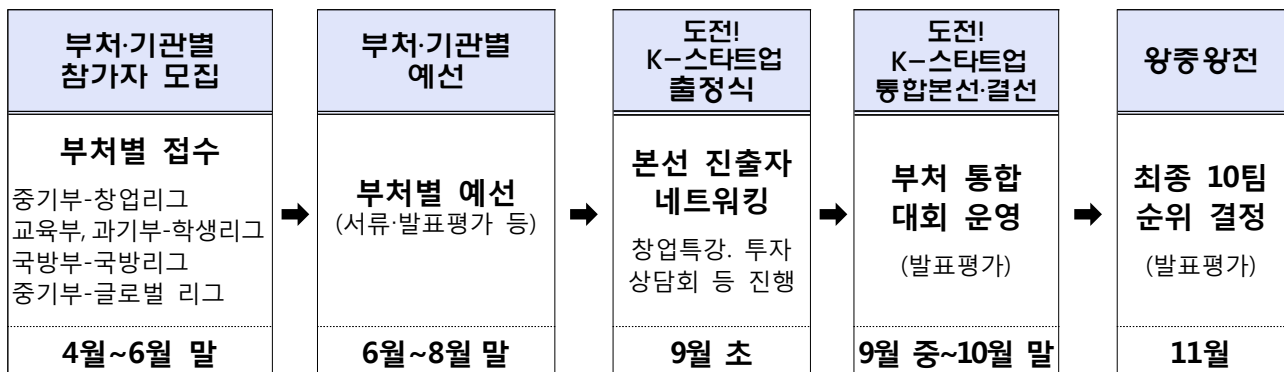 부처·기관별
참가자 모집
부처별 접수
중기부-창업리그
교육부, 과기부-학생리그
국방부-국방리그
중기부-글로벌 리그
4월~6월 말
부처·기관별
예선
부처별 예선
(서류·발표평가 등)
6월~8월 말
도전!
K-스타트업
출정식
본선 진출자
네트워킹
창업특강. 투자
상담회 등 진행
9월 초
도전!
K-스타트업
통합본선·결선
부처 통합
대회 운영
(발표평가)
9월 중~10월 말
왕중왕전
최종 10팀
순위 결정
(발표평가)
11월